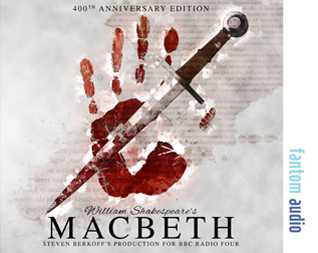 400TH ANNIVERSARY EDITION
William Shakespeare's
MACBETH
STEVEN BERKOFF'S PRODUCTION FOR BBC RADIO FOUR
fantom audio